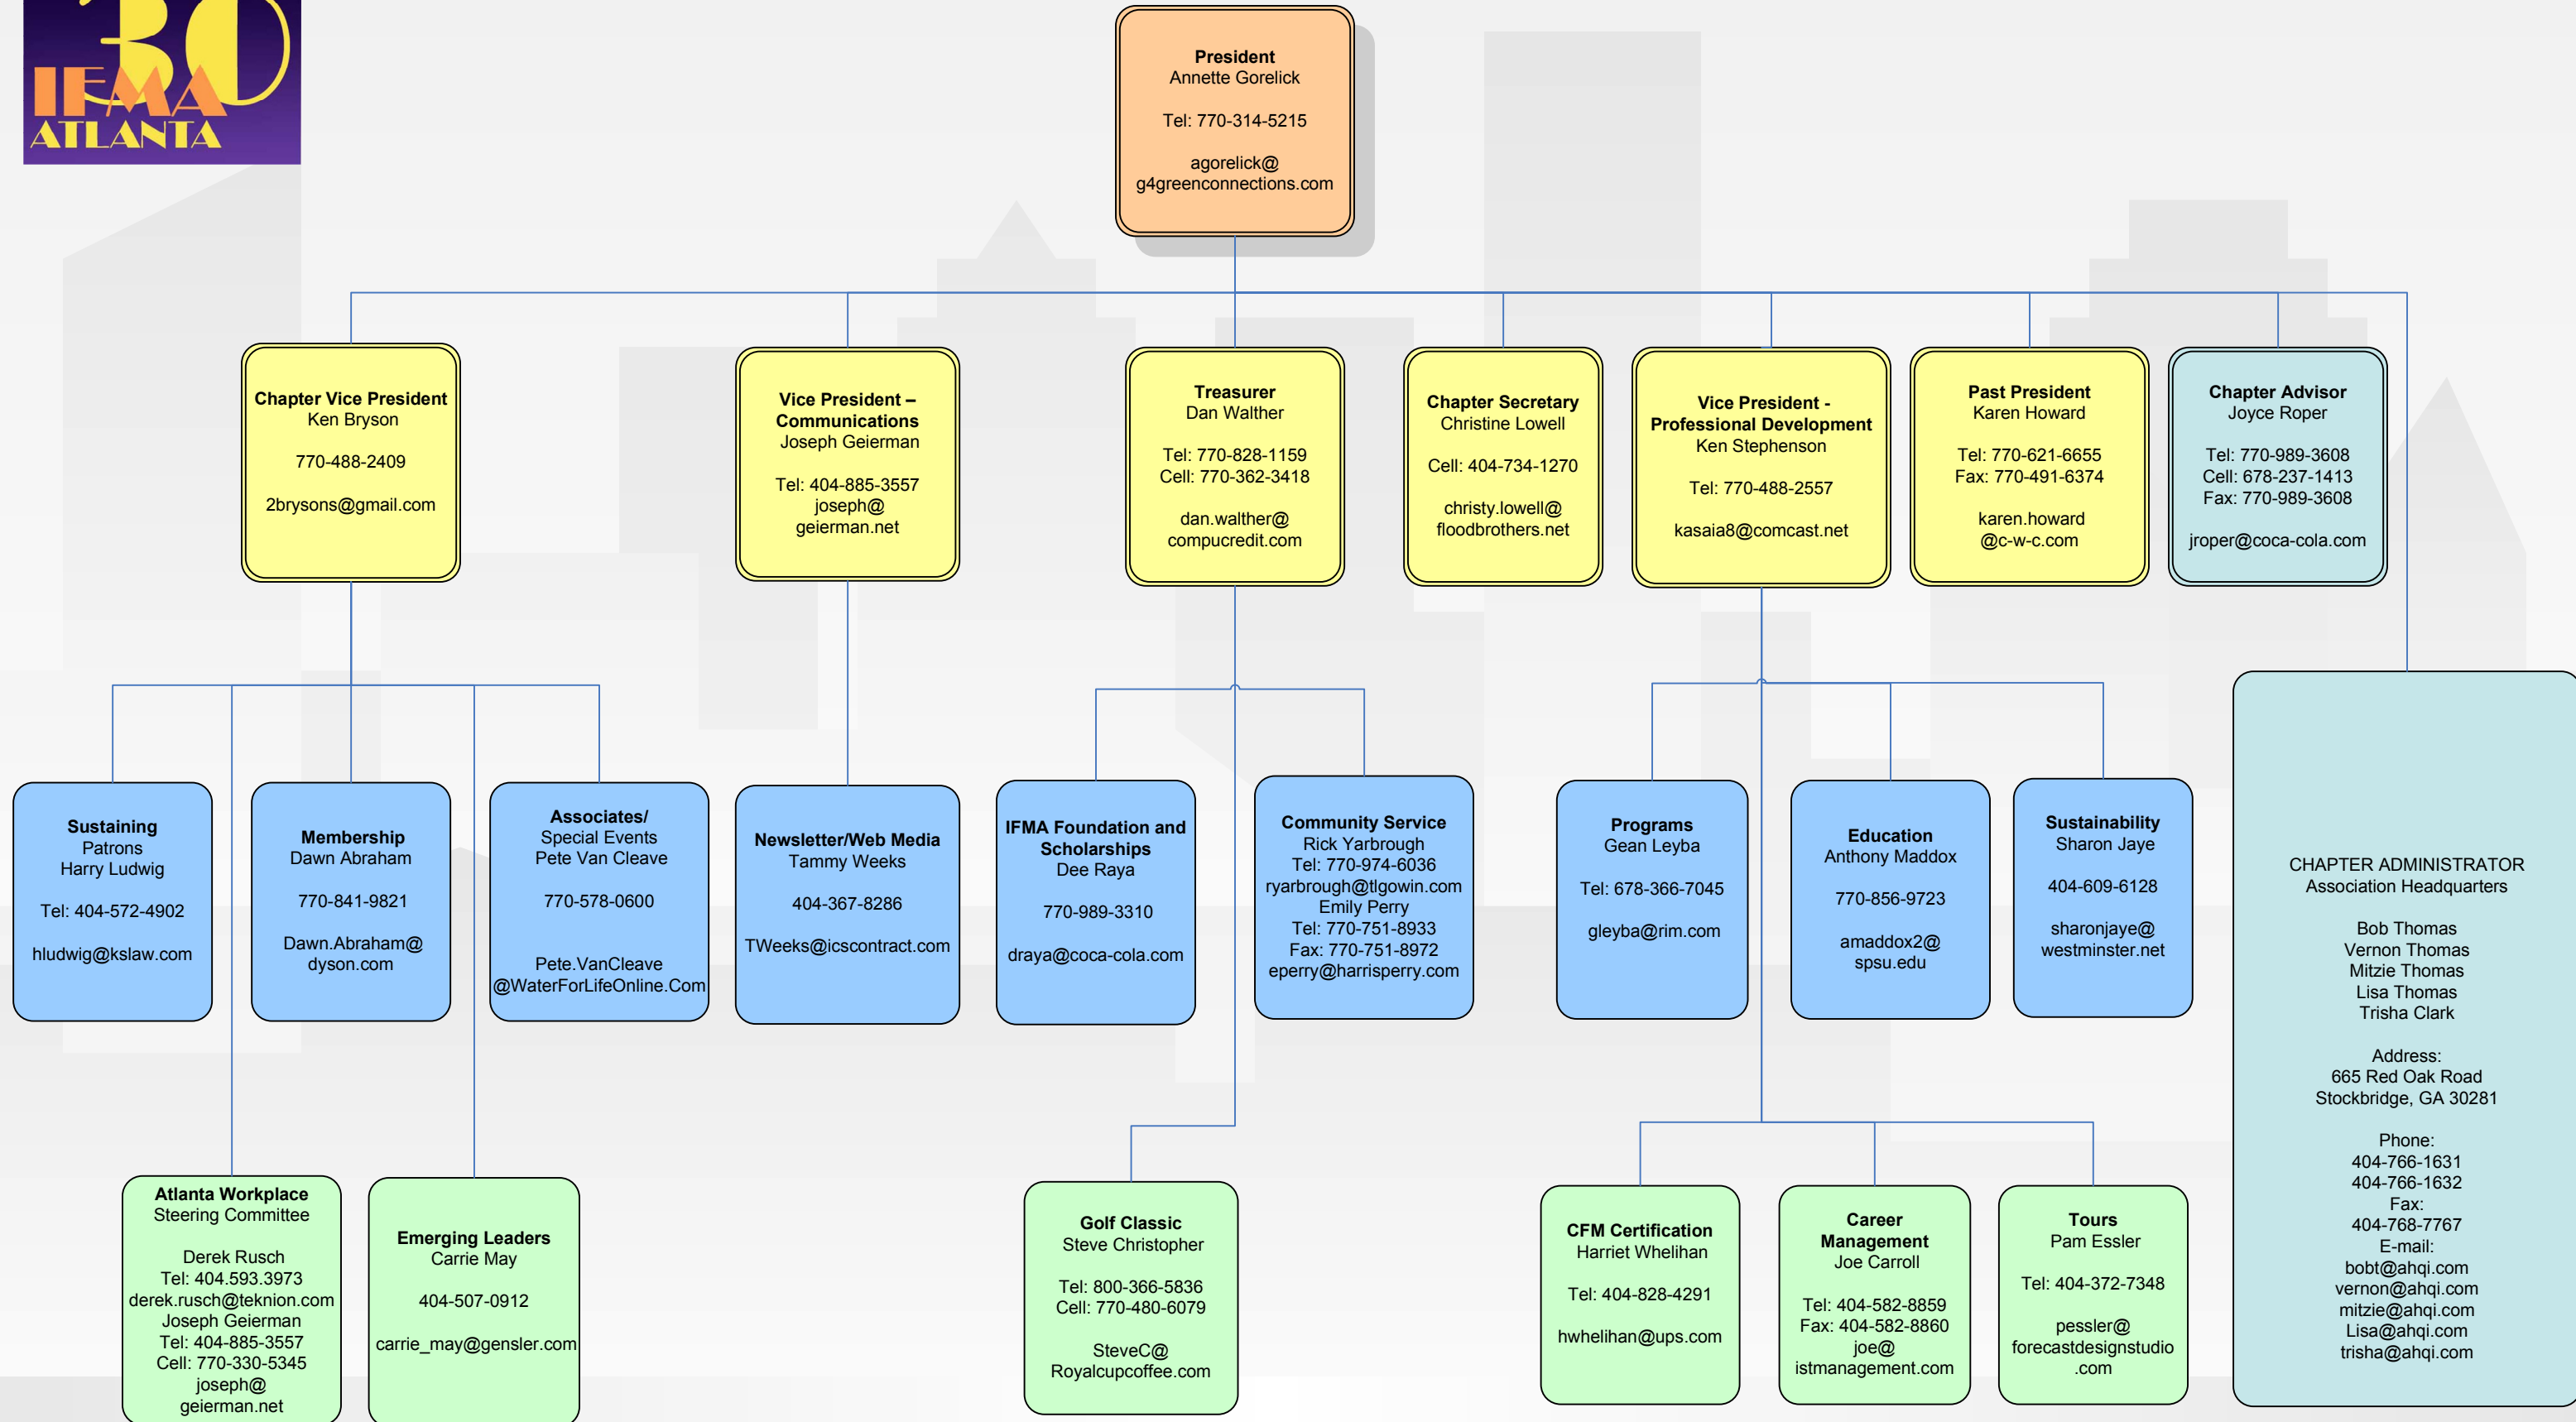 30
IFMA
ATLANTA
President
Annette Gorelick
Tel: 770-314-5215
agorelick@
g4greenconnections.com
Chapter Vice President
Ken Bryson
770-488-2409
2brysons@gmail.com
Vice President –
Communications
Joseph Geierman
Tel: 404-885-3557
joseph@
geierman.net
Treasurer
Dan Walther
Tel: 770-828-1159
Cell: 770-362-3418
dan.walther@
compucredit.com
Chapter Secretary
Christine Lowell
Cell: 404-734-1270
christy.lowell@
floodbrothers.net
Vice President -
Professional Development
Ken Stephenson
Tel: 770-488-2557
kasaia8@comcast.net
Past President
Karen Howard
Tel: 770-621-6655
Fax: 770-491-6374
karen.howard
@c-w-c.com
Chapter Advisor
Joyce Roper
Tel: 770-989-3608
Cell: 678-237-1413
Fax: 770-989-3608
jroper@coca-cola.com
Sustaining
Patrons
Harry Ludwig
Tel: 404-572-4902
hludwig@kslaw.com
Membership
Dawn Abraham
770-841-9821
Dawn.Abraham@
dyson.com
Associates/
Special Events
Pete Van Cleave
770-578-0600
Pete.VanCleave
@WaterForLifeOnline.Com
Newsletter/Web Media
Tammy Weeks
404-367-8286
TWeeks@icscontract.com
IFMA Foundation and
Scholarships
Dee Raya
770-989-3310
draya@coca-cola.com
Community Service
Rick Yarbrough
Tel: 770-974-6036
ryarbrough@tlgowin.com
Emily Perry
Tel: 770-751-8933
Fax: 770-751-8972
eperry@harrisperry.com
Programs
Gean Leyba
Tel: 678-366-7045
gleyba@rim.com
Education
Anthony Maddox
770-856-9723
amaddox2@
spsu.edu
Sustainability
Sharon Jaye
404-609-6128
sharonjaye@
westminster.net
CHAPTER ADMINISTRATOR
Association Headquarters
Bob Thomas
Vernon Thomas
Mitzie Thomas
Lisa Thomas
Trisha Clark
Address:
665 Red Oak Road
Stockbridge, GA 30281
Phone:
404-766-1631
404-766-1632
Fax:
404-768-7767
E-mail:
bobt@ahqi.com
vernon@ahqi.com
mitzie@ahqi.com
Lisa@ahqi.com
trisha@ahqi.com
Atlanta Workplace
Steering Committee
Derek Rusch
Tel: 404.593.3973
derek.rusch@teknion.com
Joseph Geierman
Tel: 404-885-3557
Cell: 770-330-5345
joseph@
geierman.net
Emerging Leaders
Carrie May
404-507-0912
carrie_may@gensler.com
Golf Classic
Steve Christopher
Tel: 800-366-5836
Cell: 770-480-6079
SteveC@
Royalcupcoffee.com
CFM Certification
Harriet Whelihan
Tel: 404-828-4291
hwhelihan@ups.com
Career
Management
Joe Carroll
Tel: 404-582-8859
Fax: 404-582-8860
joe@
istmanagement.com
Tours
Pam Essler
Tel: 404-372-7348
pessler@
forecastdesignstudio
.com